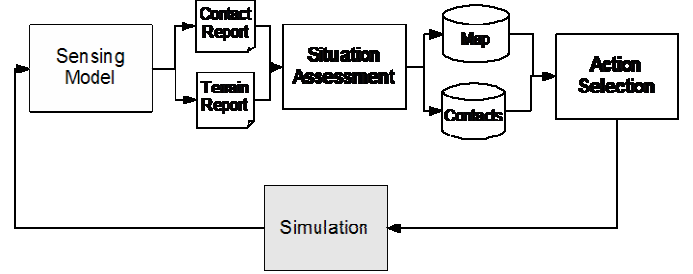 Sensing
Model
Contact
Report
Terrain
Report
Situation
Assessment
Map
Contacts
Action
Selection
Simulation